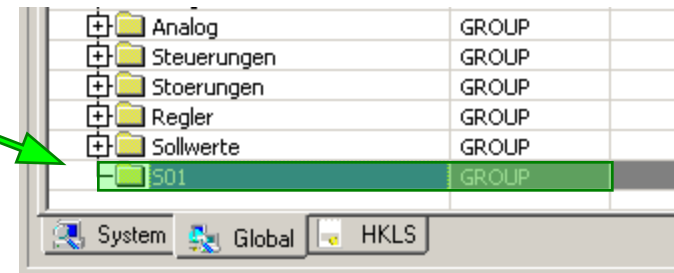 Analog GROUP
Steuerungen GROUP
Stoerungen GROUP
Regler GROUP
Sollwerte GROUP
S01 GROUP
System Global HKLS